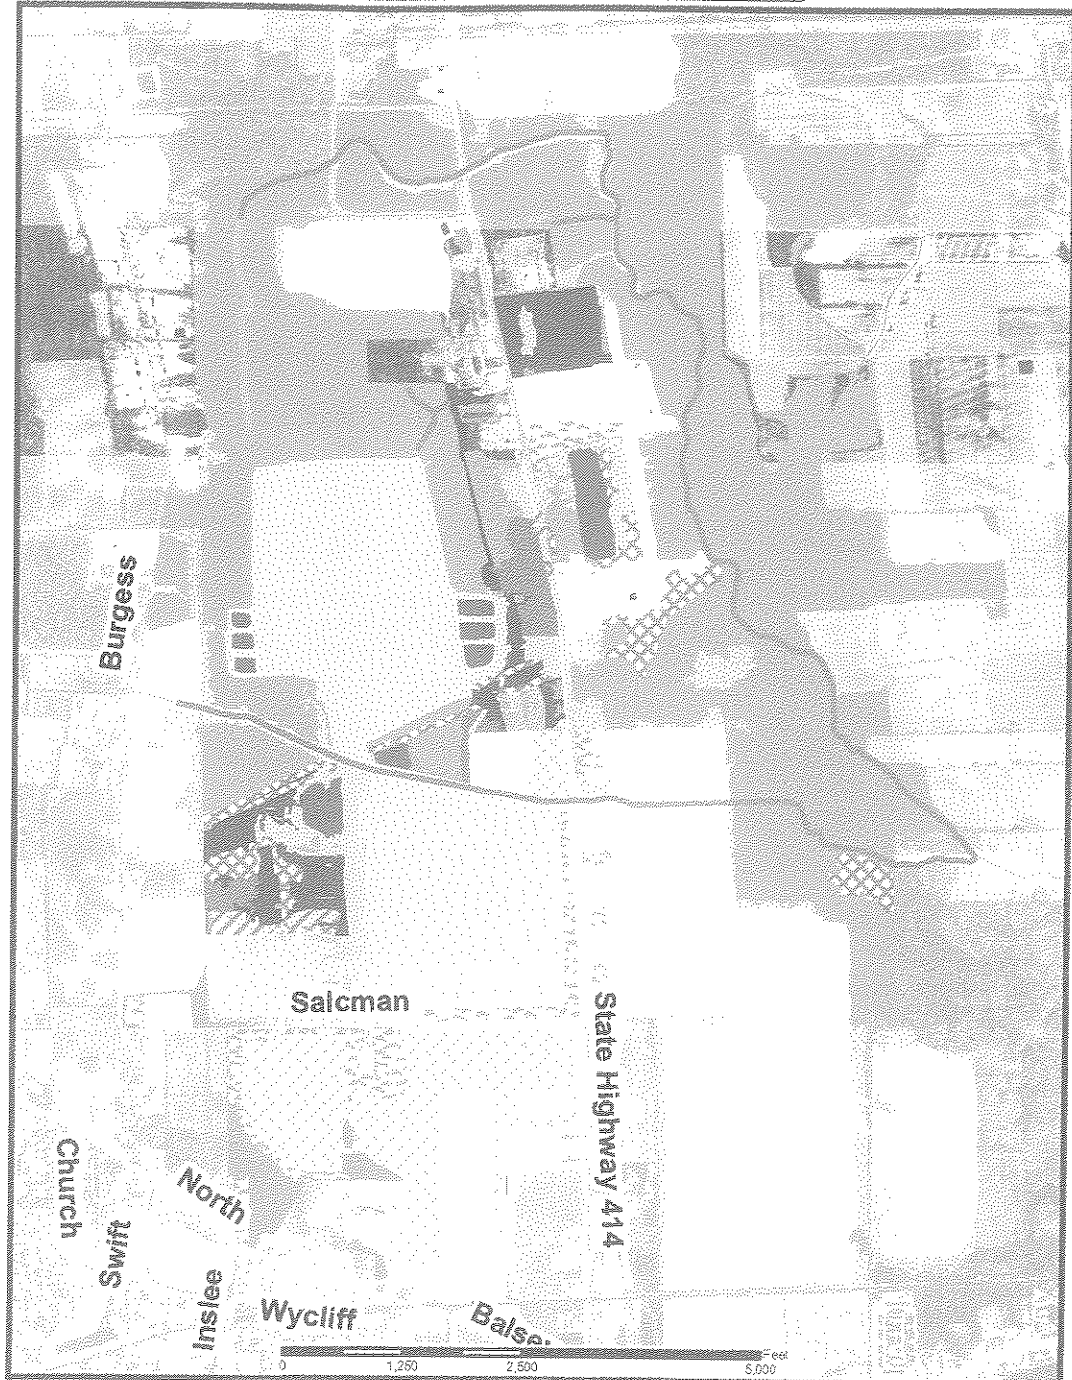 Burgess
Salcman
State Highway 414
Church
North
Swift
Inslee
Wycliff
Feet
0 1,250 2,500 5,000